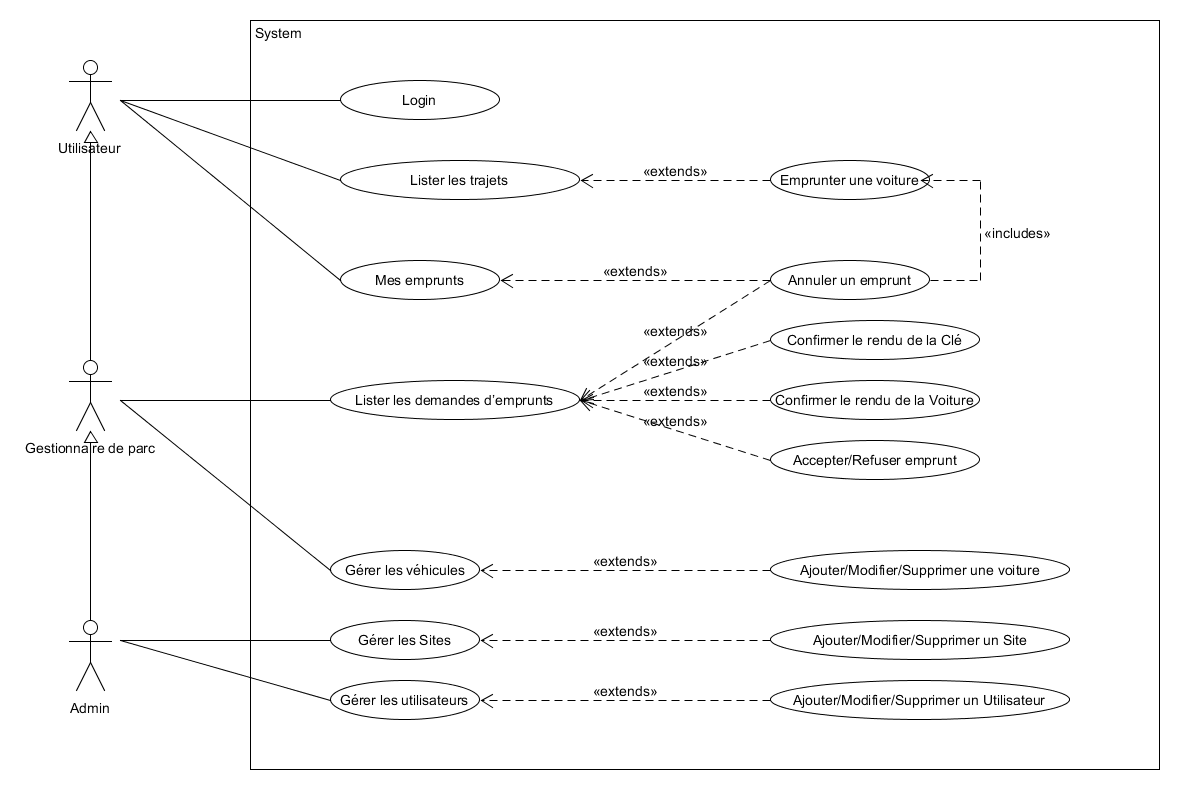 System
Login
Utilisateur
Lister les trajets
«extends»
Emprunter une voiture
«includes»
Mes emprunts
«extends»
Annuler un emprunt
«extends»
Confirmer le rendu de la Clé
«extends»
Lister les demandes d'emprunts
«extends»
Confirmer le rendu de la Voiture
«extends»
Gestionnaire de parc
Accepter/Refuser emprunt
Gérer les véhicules
«extends»
Ajouter/Modifier/Supprimer une voiture
Gérer les Sites
«extends»
Ajouter/Modifier/Supprimer un Site
Gérer les utilisateurs
«extends»
Ajouter/Modifier/Supprimer un Utilisateur
Admin